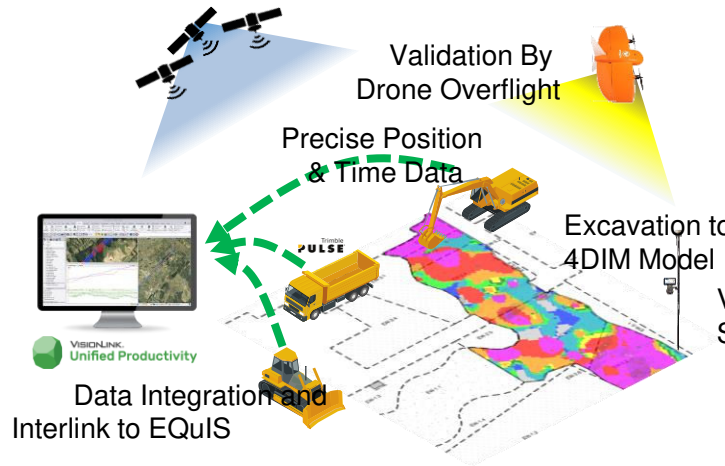 Validation By
Drone Overflight
Precise Position
& Time Data
Trimble
PULSE
Excavation to
4DIM Model
V
S
VISIONLINK.
Unified Productivity
Data Integration and
Interlink to EQuIS